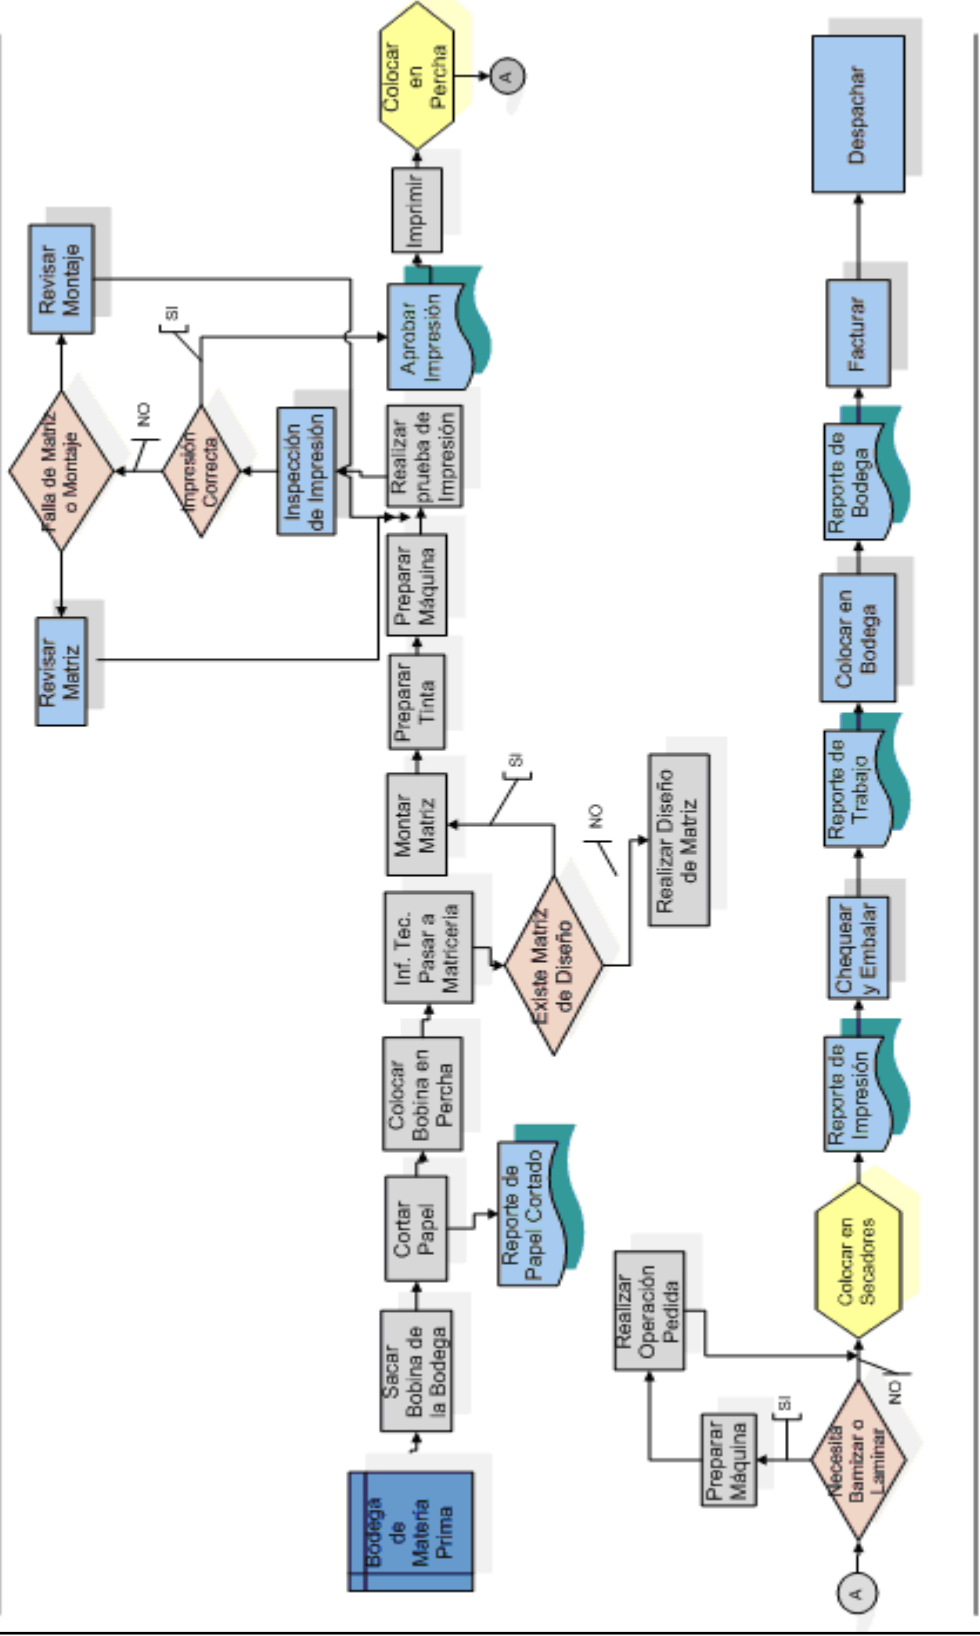 Bodega
de
Materia
Prima
Sacar
Bobina de
la Bodega
Cortar
Papel
Reporte de
Papel Cortado
Colocar
Bobina en
Percha
Inf. Tec.
Pasar a
Matriceria
Existe Matriz
de Diseño
SI
NO
Realizar Diseño
de Matriz
Montar
Matriz
Preparar
Tinta
Preparar
Máquina
Realizar
prueba de
Impresión
Inspección
de Impresión
Impresión
Correcta
NO
SI
Falla de Matriz
o Montaje
Revisar
Matriz
Revisar
Montaje
Aprobar
Impresión
Imprimir
Colocar
en
Percha
A
A
Necesita
Barnizar o
Laminar
SI
NO
Preparar
Máquina
Realizar
Operación
Pedida
Colocar en
Secadores
Reporte de
Impresión
Chequear
y Embalar
Reporte de
Trabajo
Colocar en
Bodega
Reporte de
Bodega
Facturar
Despachar